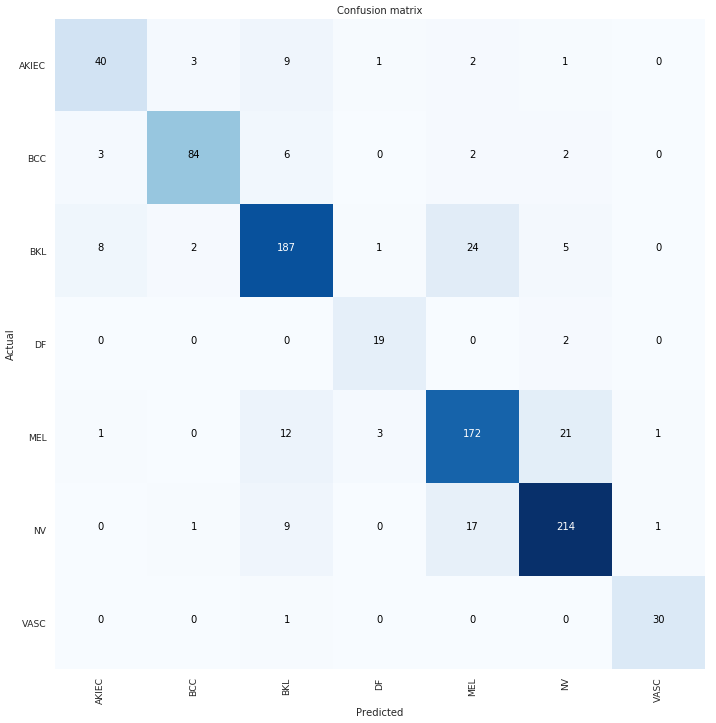 Confusion matrix
AKIEC 40 3 9 1 2 1 0
BCC 3 84 6 0 2 2 0
BKL 8 2 187 1 24 5 0
DF 0 0 0 19 0 2 0
MEL 1 0 12 3 172 21 1
NV 0 1 9 0 17 214 1
VASC 0 0 1 0 0 0 30
Actual
AKIEC BCC BKL DF MEL NV VASC
Predicted